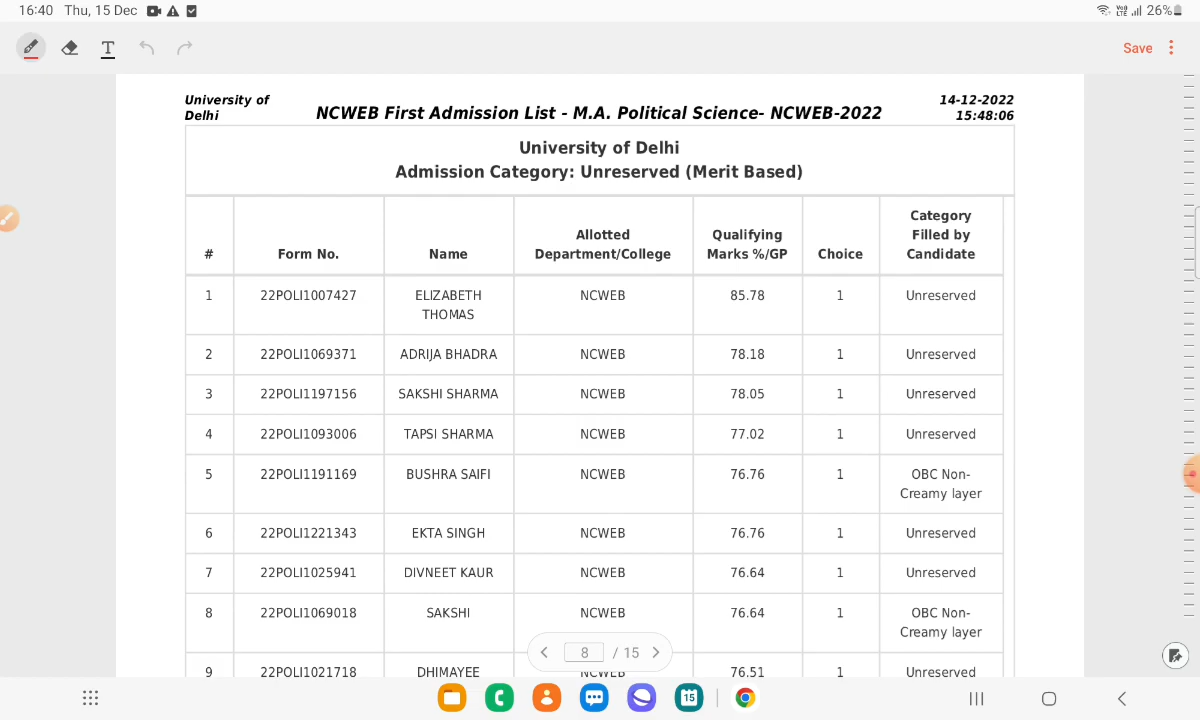 16:40 Thu, 15 Dec
26%
T
Save
University of Delhi
NCWEB First Admission List - M.A. Political Science- NCWEB-2022
14-12-2022 15:48:06
University of Delhi
Admission Category: Unreserved (Merit Based)
# Form No. Name Allotted Department/College Qualifying Marks %/GP Choice Category Filled by Candidate
1 22POLI1007427 ELIZABETH THOMAS NCWEB 85.78 1 Unreserved
2 22POLI1069371 ADRIJA BHADRA NCWEB 78.18 1 Unreserved
3 22POLI1197156 SAKSHI SHARMA NCWEB 78.05 1 Unreserved
4 22POLI1093006 TAPSI SHARMA NCWEB 77.02 1 Unreserved
5 22POLI1191169 BUSHRA SAIFI NCWEB 76.76 1 OBC Non-Creamy layer
6 22POLI1221343 EKTA SINGH NCWEB 76.76 1 Unreserved
7 22POLI1025941 DIVNEET KAUR NCWEB 76.64 1 Unreserved
8 22POLI1069018 SAKSHI NCWEB 76.64 1 OBC Non-Creamy layer
8 / 15
9 22POLI1021718 DHIMAYEE NCWEB 76.51 1 Unreserved
15